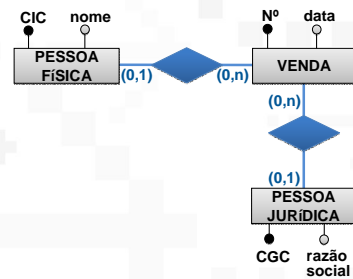 CIC nome
PESSOA
FíSICA
(0,1)
(0,n)
Nº data
VENDA
(0,n)
(0,1)
PESSOA
JURíDICA
CGC razão
social